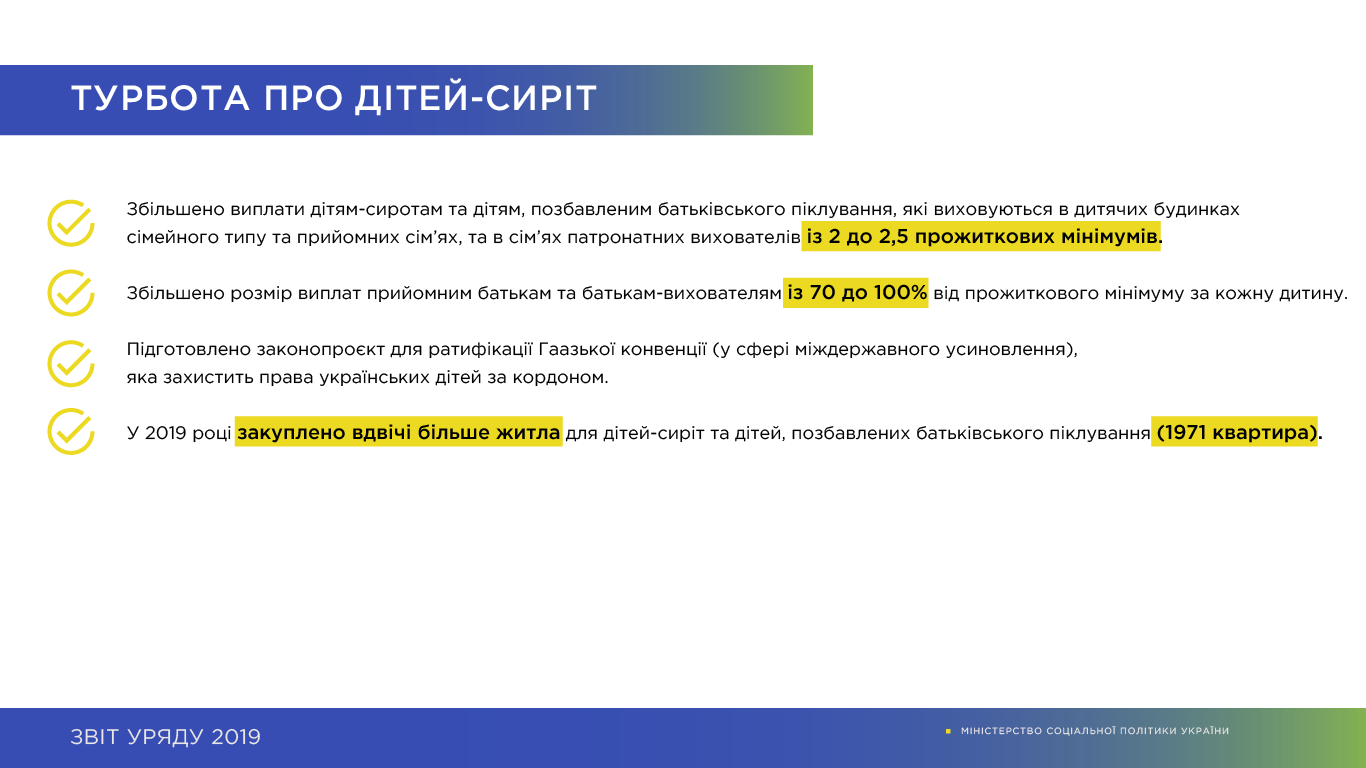 ТУРБОТА ПРО ДІТЕЙ-СИРІТ
Збільшено виплати дітям-сиротам та дітям, позбавленим батьківського піклування, які виховуються в дитячих будинках
сімейного типу та прийомних сім’ях, та в сім’ях патронатних вихователів із 2 до 2,5 прожиткових мінімумів.
Збільшено розмір виплат прийомним батькам та батькам-вихователям із 70 до 100% від прожиткового мінімуму за кожну дитину.
Підготовлено законопроєкт для ратифікації Гаазької конвенції (у сфері міждержавного усиновлення),
яка захистить права українських дітей за кордоном.
У 2019 році закуплено вдвічі більше житла для дітей-сиріт та дітей, позбавлених батьківського піклування (1971 квартира).
ЗВІТ УРЯДУ 2019
МІНІСТЕРСТВО СОЦІАЛЬНОЇ ПОЛІТИКИ УКРАЇНИ